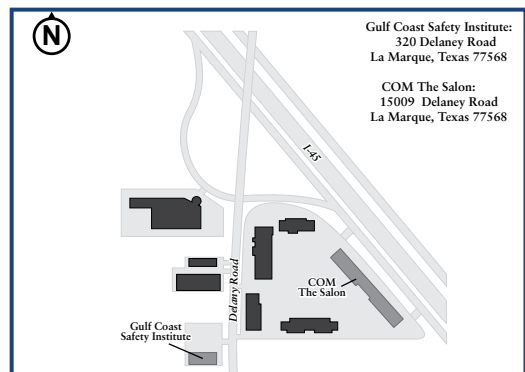 N
Gulf Coast Safety Institute:
320 Delaney Road
La Marque, Texas 77568
COM The Salon:
15009 Delaney Road
La Marque, Texas 77568
I-45
Delany Road
COM
The Salon
Gulf Coast
Safety Institute